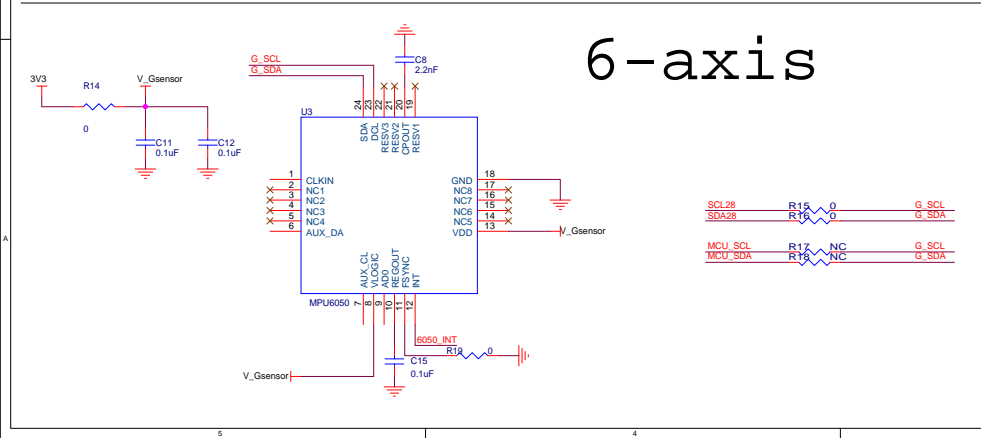 6-axis
C8
2.2nF
G_SCL
G_SDA
3V3
R14
0
V_Gsensor
C11
0.1uF
C12
0.1uF
24
23
22
21
20
19
U3
SDA
DCL
RESV3
RESV2
CPOUT
RESV1
1
CLKIN
2
NC1
3
NC2
4
NC3
5
NC4
6
AUX_DA
GND
18
NC8
17
NC7
16
NC6
15
NC5
14
VDD
13
V_Gsensor
AUX_CL
VLOGIC
AD0
REGOUT
FSYNC
INT
MPU6050
7
8
9
10
11
12
6050_INT
R19
0
C15
0.1uF
V_Gsensor
SCL28
R15
0
G_SCL
SDA28
R16
0
G_SDA
MCU_SCL
R17
NC
G_SCL
MCU_SDA
R18
NC
G_SDA
A
5
4